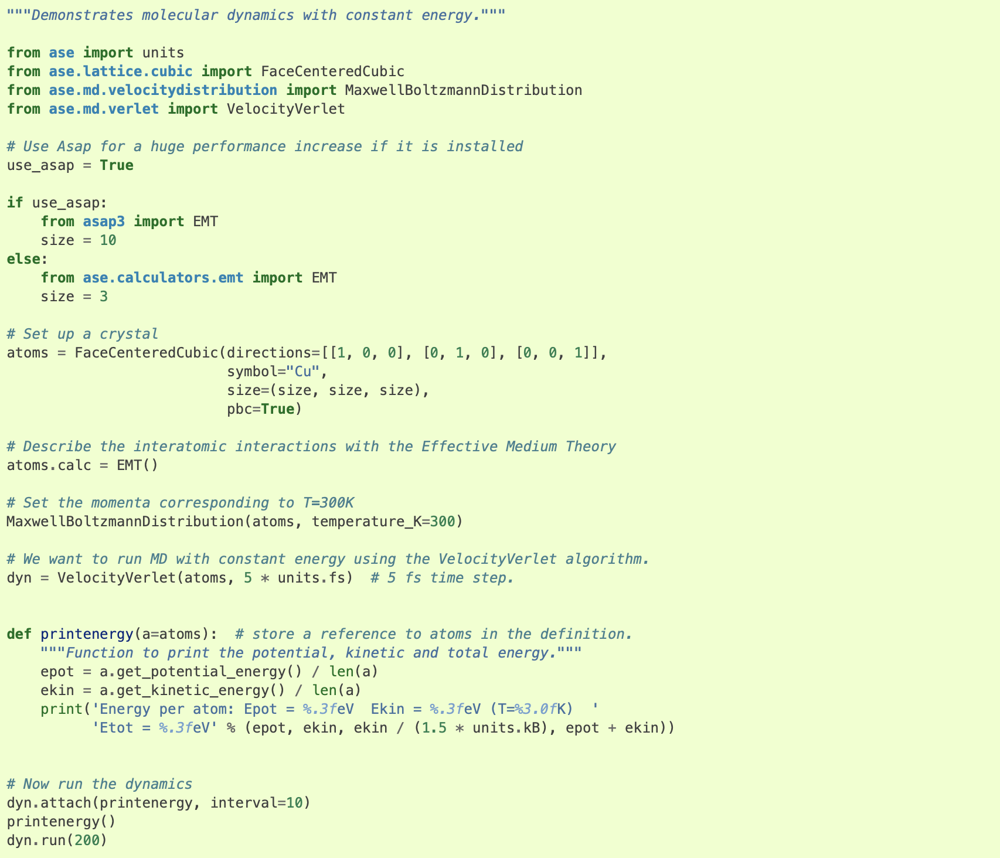 """Demonstrates molecular dynamics with constant energy."""

from ase import units
from ase.lattice.cubic import FaceCenteredCubic
from ase.md.velocitydistribution import MaxwellBoltzmannDistribution
from ase.md.verlet import VelocityVerlet

# Use Asap for a huge performance increase if it is installed
use_asap = True

if use_asap:
    from asap3 import EMT
    size = 10
else:
    from ase.calculators.emt import EMT
    size = 3

# Set up a crystal
atoms = FaceCenteredCubic(directions=[[1, 0, 0], [0, 1, 0], [0, 0, 1]],
                          symbol="Cu",
                          size=(size, size, size),
                          pbc=True)

# Describe the interatomic interactions with the Effective Medium Theory
atoms.calc = EMT()

# Set the momenta corresponding to T=300K
MaxwellBoltzmannDistribution(atoms, temperature_K=300)

# We want to run MD with constant energy using the VelocityVerlet algorithm.
dyn = VelocityVerlet(atoms, 5 * units.fs)  # 5 fs time step.


def printenergy(a=atoms):  # store a reference to atoms in the definition.
    """Function to print the potential, kinetic and total energy."""
    epot = a.get_potential_energy() / len(a)
    ekin = a.get_kinetic_energy() / len(a)
    print('Energy per atom: Epot = %.3feV  Ekin = %.3feV (T=%3.0fK)  '
          'Etot = %.3feV' % (epot, ekin, ekin / (1.5 * units.kB), epot + ekin))


# Now run the dynamics
dyn.attach(printenergy, interval=10)
printenergy()
dyn.run(200)